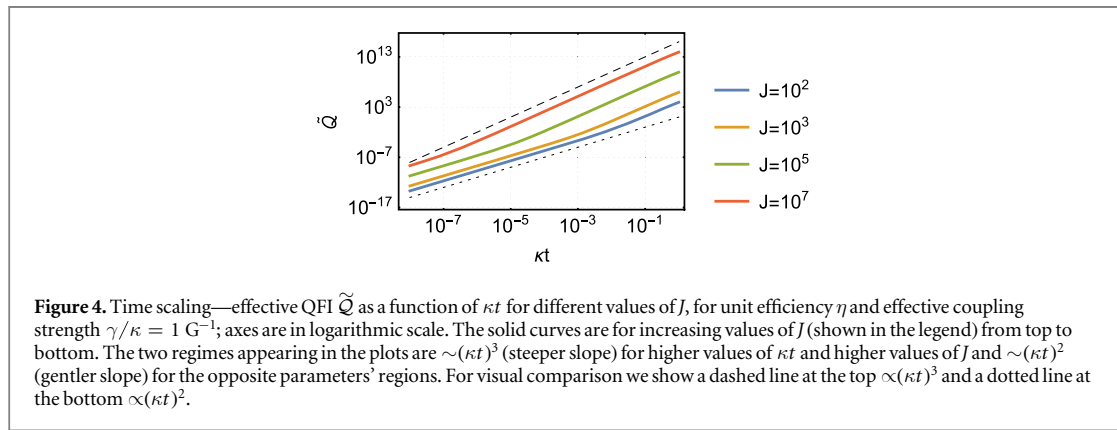 10^13
10^3
10^-7
10^-17
Q̃
10^-7
10^-5
10^-3
10^-1
κt
J=10^2
J=10^3
J=10^5
J=10^7
Figure 4. Time scaling—effective QFI Q̃ as a function of κt for different values of J, for unit efficiency η and effective coupling
strength γ/κ = 1 G^−1; axes are in logarithmic scale. The solid curves are for increasing values of J (shown in the legend) from top to
bottom. The two regimes appearing in the plots are ∼(κt)^3 (steeper slope) for higher values of κt and higher values of J and ∼(κt)^2
(gentler slope) for the opposite parameters' regions. For visual comparison we show a dashed line at the top ∝(κt)^3 and a dotted line at
the bottom ∝(κt)^2.